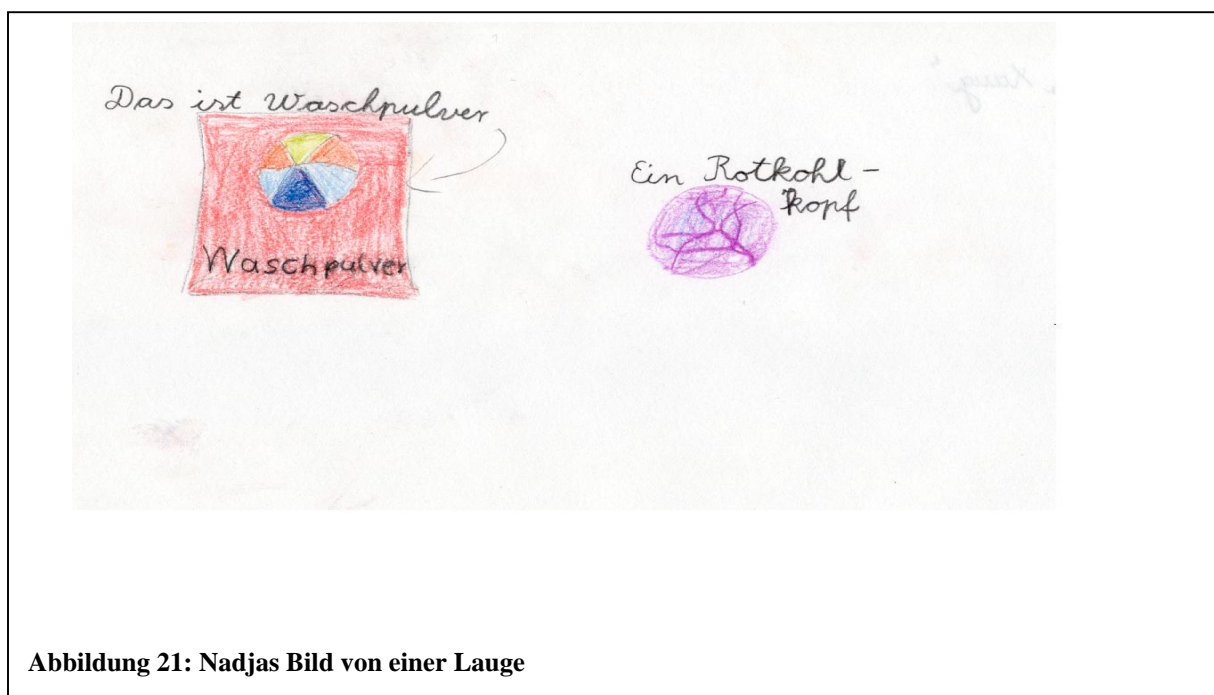 Das ist Waschpulver
Waschpulver
Ein Rotkohl-
kopf
Abbildung 21: Nadjas Bild von einer Lauge